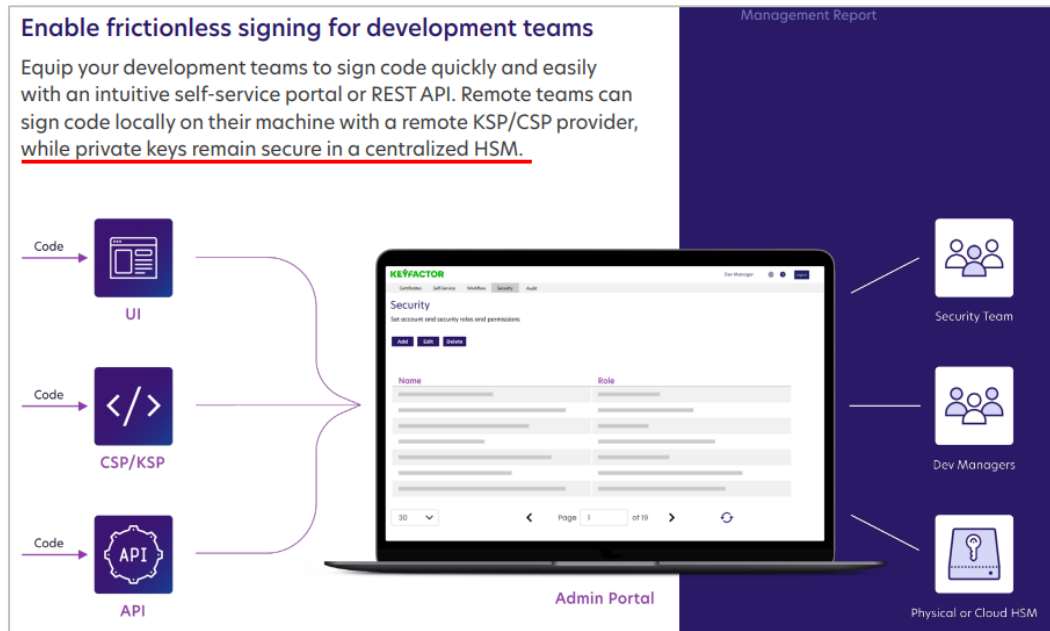 Management Report
Enable frictionless signing for development teams
Equip your development teams to sign code quickly and easily
with an intuitive self-service portal or REST API. Remote teams can
sign code locally on their machine with a remote KSP/CSP provider,
while private keys remain secure in a centralized HSM.
Code
UI
Code
</>
CSP/KSP
Code
API
API
KEYFACTOR
Dev Manager
Certificates Self-Service Workflow Security Audit
Security
Set account and security roles and permissions
Add Edit Delete
Name Role
30 Page 1 of 19
Admin Portal
Security Team
Dev Managers
Physical or Cloud HSM